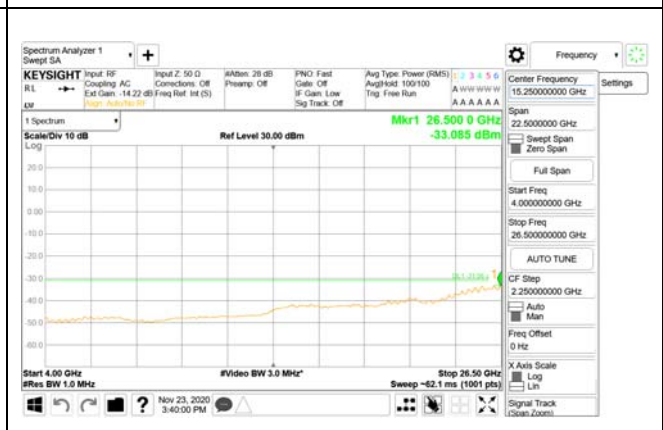 Spectrum Analyzer 1
Swept SA
+
Frequency
KEYSIGHT
RL
Input: RF
Coupling: AC
Ext Gain: -14.22 dB
Align: Auto/No RF
Input Z: 50 Ω
Corrections: Off
Freq Ref: Int (S)
#Atten: 28 dB
Preamp: Off
PNO: Fast
Gate: Off
IF Gain: Low
Sig Track: Off
Avg Type: Power (RMS)
Avg|Hold: 100/100
Trig: Free Run
1 2 3 4 5 6
A W W W W W
A A A A A A
1 Spectrum
Scale/Div 10 dB
Log
Ref Level 30.00 dBm
Mkr1 26.500 0 GHz
-33.085 dBm
20.0
10.0
0.00
-10.0
-20.0
-30.0
-40.0
-50.0
-60.0
1
Start 4.00 GHz
#Res BW 1.0 MHz
#Video BW 3.0 MHz*
Stop 26.50 GHz
Sweep ~62.1 ms (1001 pts)
?
Nov 23, 2020
3:40:00 PM
Center Frequency
15.250000000 GHz
Settings
Span
22.5000000 GHz
Swept Span
Zero Span
Full Span
Start Freq
4.000000000 GHz
Stop Freq
26.500000000 GHz
AUTO TUNE
CF Step
2.250000000 GHz
Auto
Man
Freq Offset
0 Hz
X Axis Scale
Log
Lin
Signal Track
(Span Zoom)